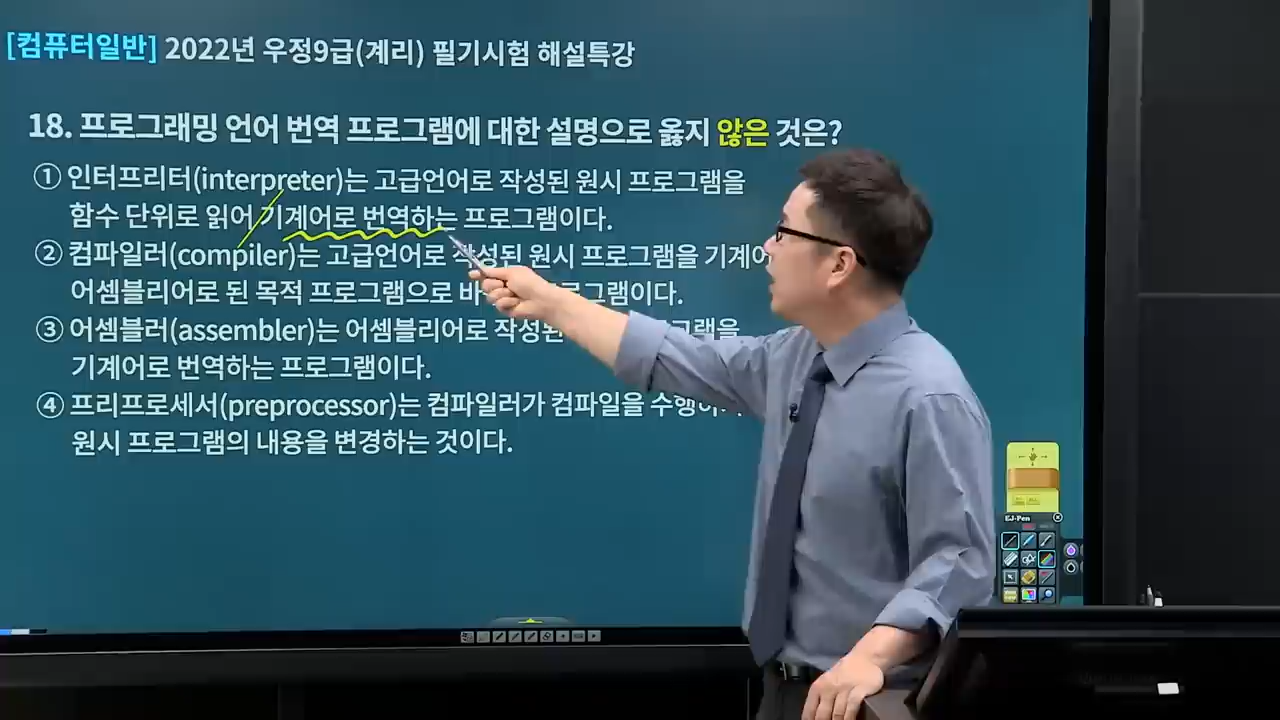 [컴퓨터일반] 2022년 우정9급(계리) 필기시험 해설특강
18. 프로그래밍 언어 번역 프로그램에 대한 설명으로 옳지 않은 것은?
① 인터프리터(interpreter)는 고급언어로 작성된 원시 프로그램을
함수 단위로 읽어 기계어로 번역하는 프로그램이다.
② 컴파일러(compiler)는 고급언어로 작성된 원시 프로그램을 기계어
어셈블리어로 된 목적 프로그램으로
③ 어셈블러(assembler)는 어셈블리어로 작성된
기계어로 번역하는 프로그램이다.
④ 프리프로세서(preprocessor)는 컴파일러가 컴파일을
원시 프로그램의 내용을 변경하는 것이다.
EJ-Pen